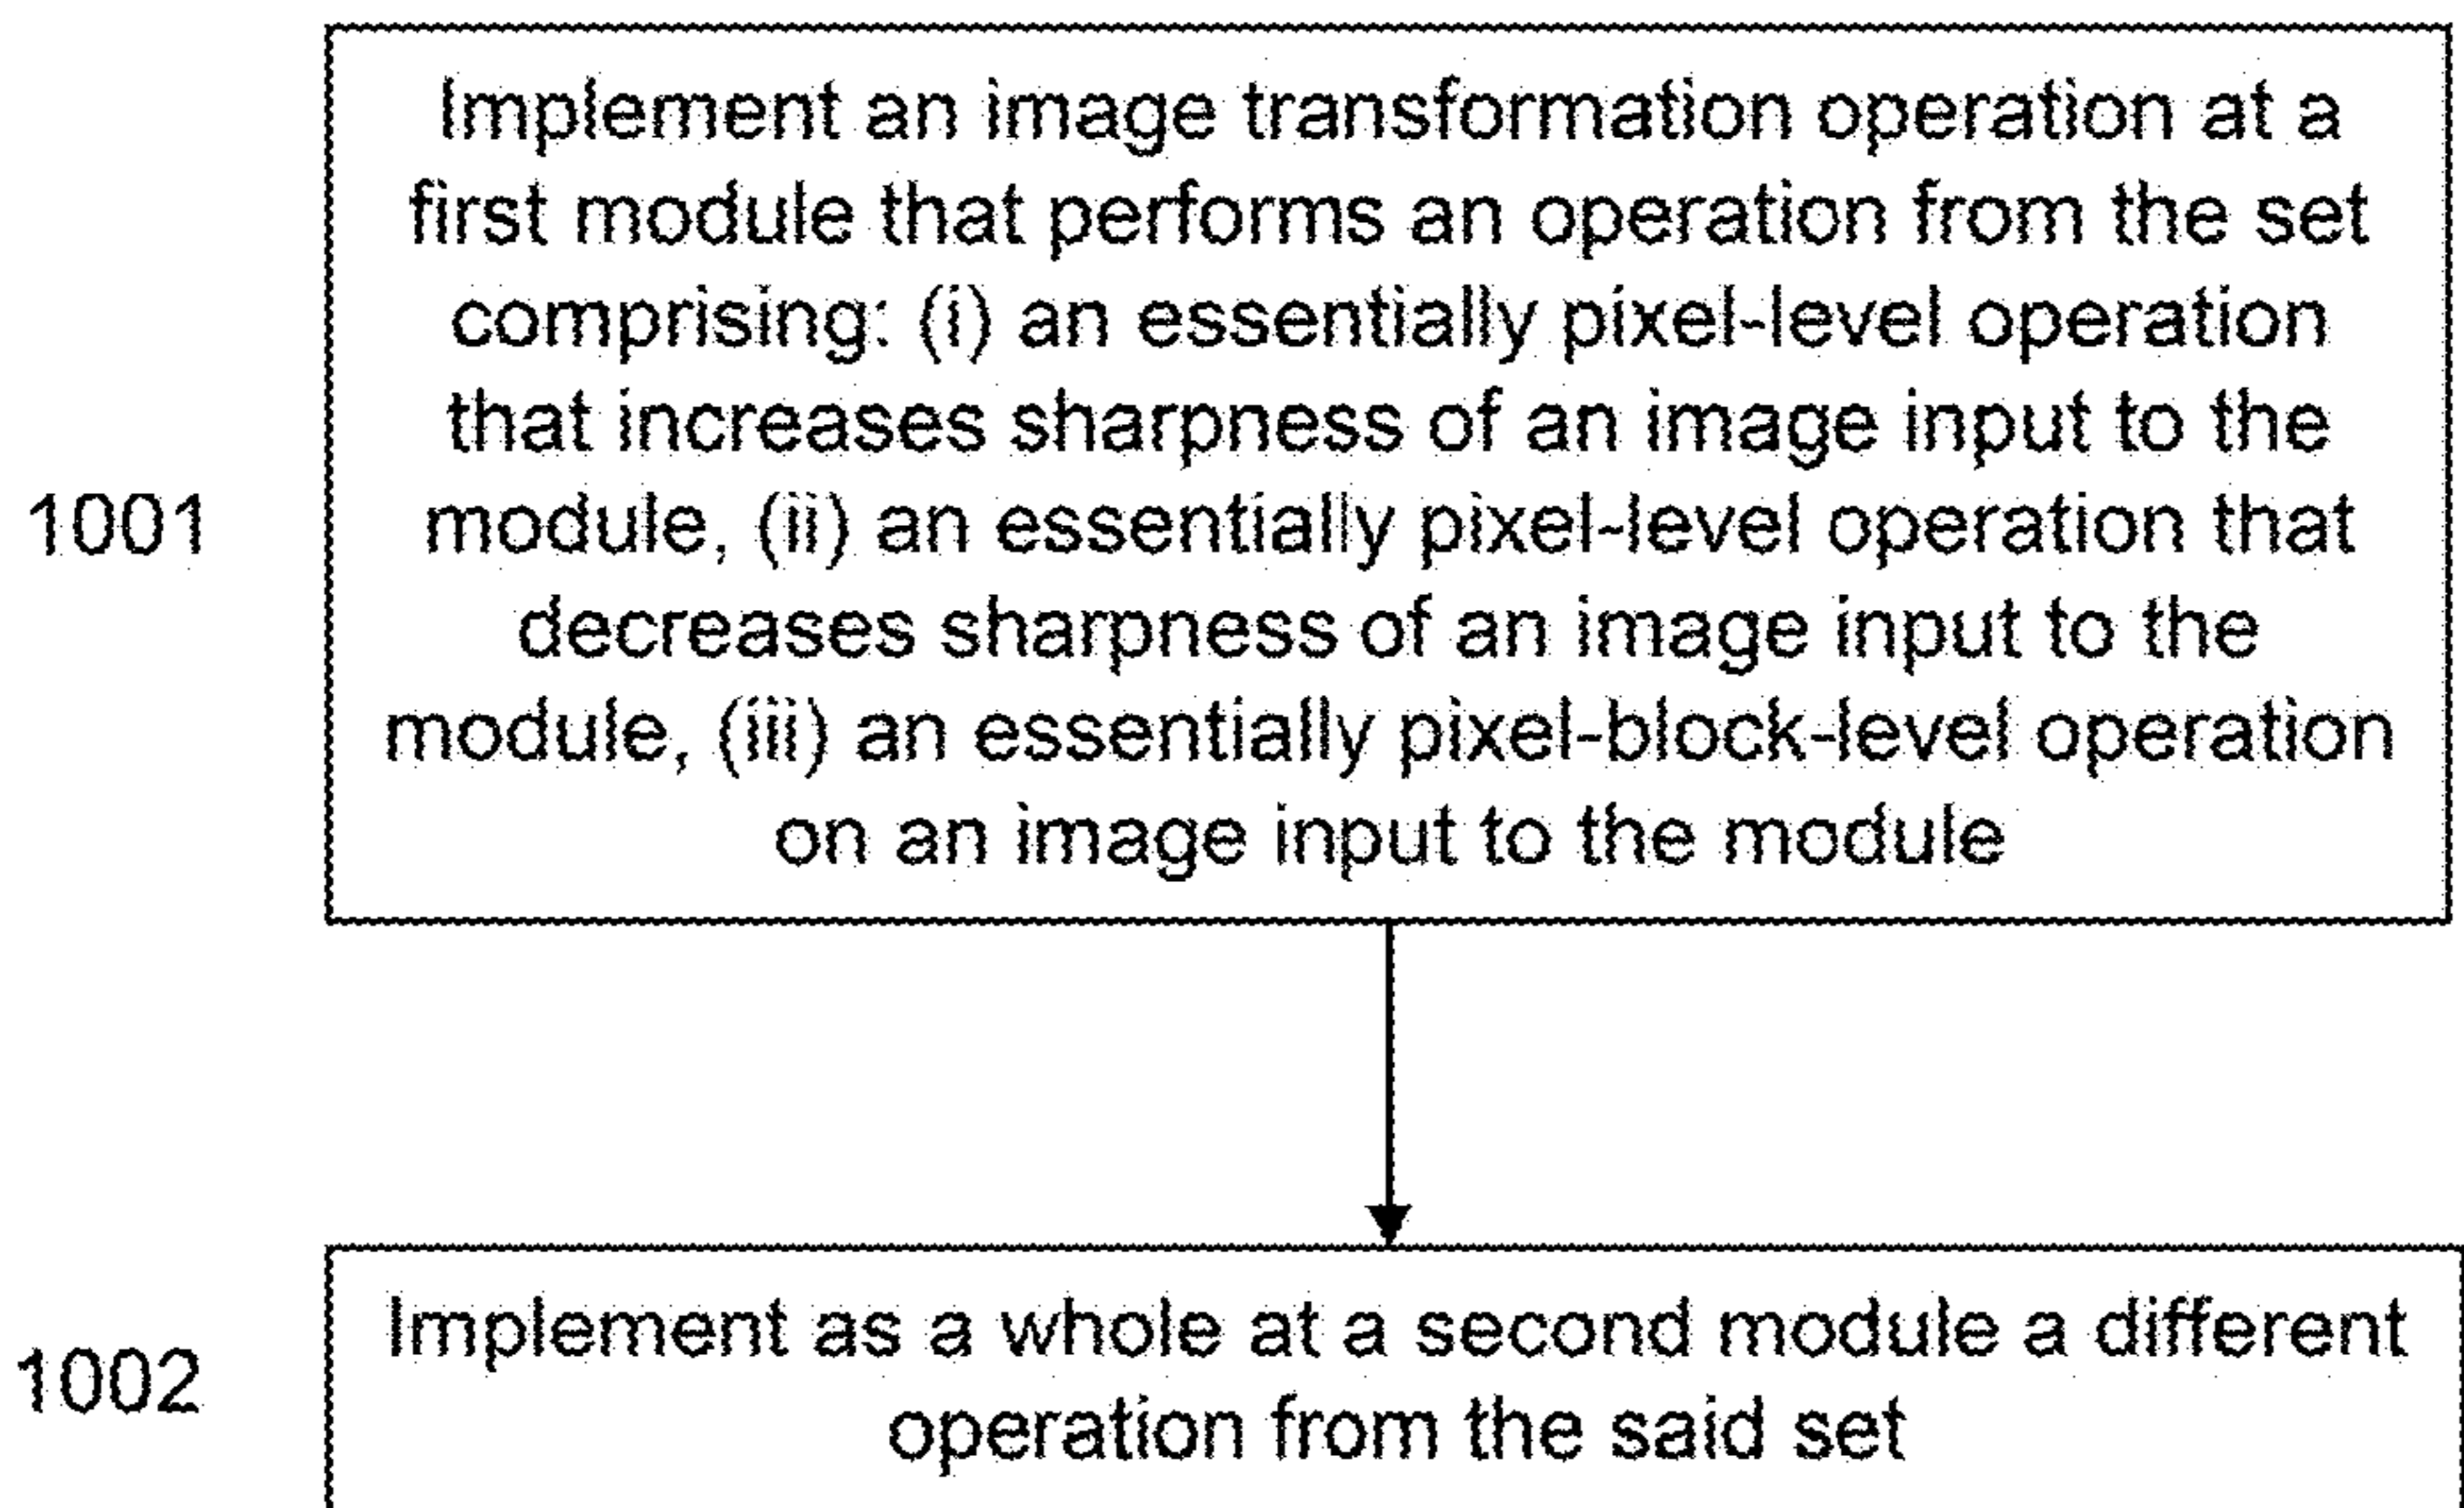 Implement an image transformation operation at a
first module that performs an operation from the set
comprising: (i) an essentially pixel-level operation
that increases sharpness of an image input to the
1001
module, (ii) an essentially pixel-level operation that
decreases sharpness of an image input to the
module, (iii) an essentially pixel-block-level operation
on an image input to the module
Implement as a whole at a second module a different
1002
operation from the said set